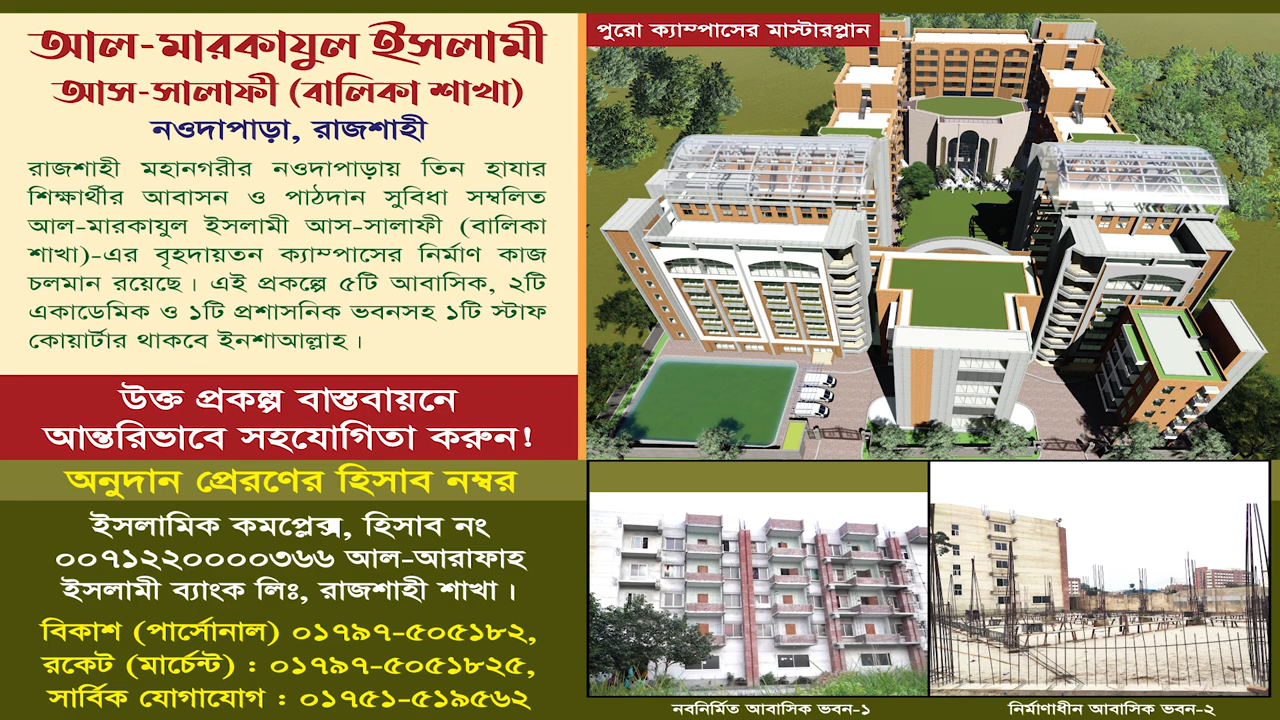 আল-মারকাযুল ইসলামী
আস-সালাফী (বালিকা শাখা)
নওদাপাড়া, রাজশাহী
রাজশাহী মহানগরীর নওদাপাড়ায় তিন হাযার
শিক্ষার্থীর আবাসন ও পাঠদান সুবিধা সম্বলিত
আল-মারকাযুল ইসলামী আস-সালাফী (বালিকা
শাখা)-এর বৃহদায়তন ক্যাম্পাসের নির্মাণ কাজ
চলমান রয়েছে। এই প্রকল্পে ৫টি আবাসিক, ২টি
একাডেমিক ও ১টি প্রশাসনিক ভবনসহ ১টি স্টাফ
কোয়ার্টার থাকবে ইনশাআল্লাহ।
উক্ত প্রকল্প বাস্তবায়নে
আন্তরিভাবে সহযোগিতা করুন!
অনুদান প্রেরণের হিসাব নম্বর
ইসলামিক কমপ্লেক্স, হিসাব নং
০০৭১২২০০০০৩৬৬ আল-আরাফাহ
ইসলামী ব্যাংক লিঃ, রাজশাহী শাখা।
বিকাশ (পার্সোনাল) ০১৭৯৭-৫০৫১৮২,
রকেট (মার্চেন্ট) : ০১৭৯৭-৫০৫১৮২৫,
সার্বিক যোগাযোগ : ০১৭৫১-৫১৯৫৬২
পুরো ক্যাম্পাসের মাস্টারপ্লান
নবনির্মিত আবাসিক ভবন-১
নির্মাণাধীন আবাসিক ভবন-২